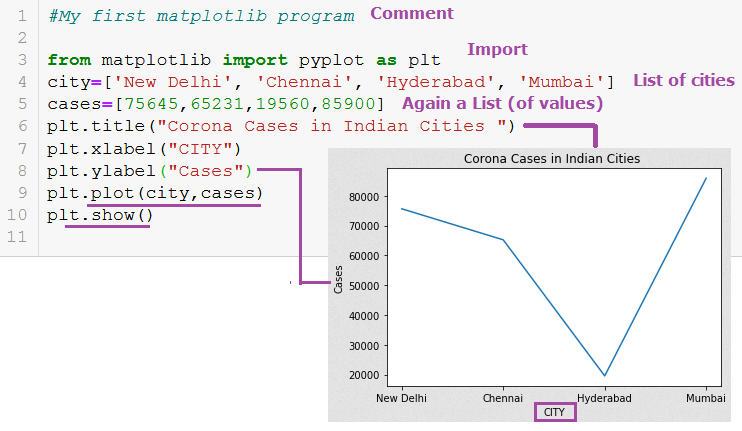 1 #My first matplotlib program Comment
2
3 from matplotlib import pyplot as plt Import
4 city=['New Delhi', 'Chennai', 'Hyderabad', 'Mumbai'] List of cities
5 cases=[75645,65231,19560,85900] Again a List (of values)
6 plt.title("Corona Cases in Indian Cities ")
7 plt.xlabel("CITY")
8 plt.ylabel("Cases")
9 plt.plot(city,cases)
10 plt.show()
11
Corona Cases in Indian Cities
80000
70000
60000
50000
40000
30000
20000
Cases
New Delhi Chennai Hyderabad Mumbai
CITY